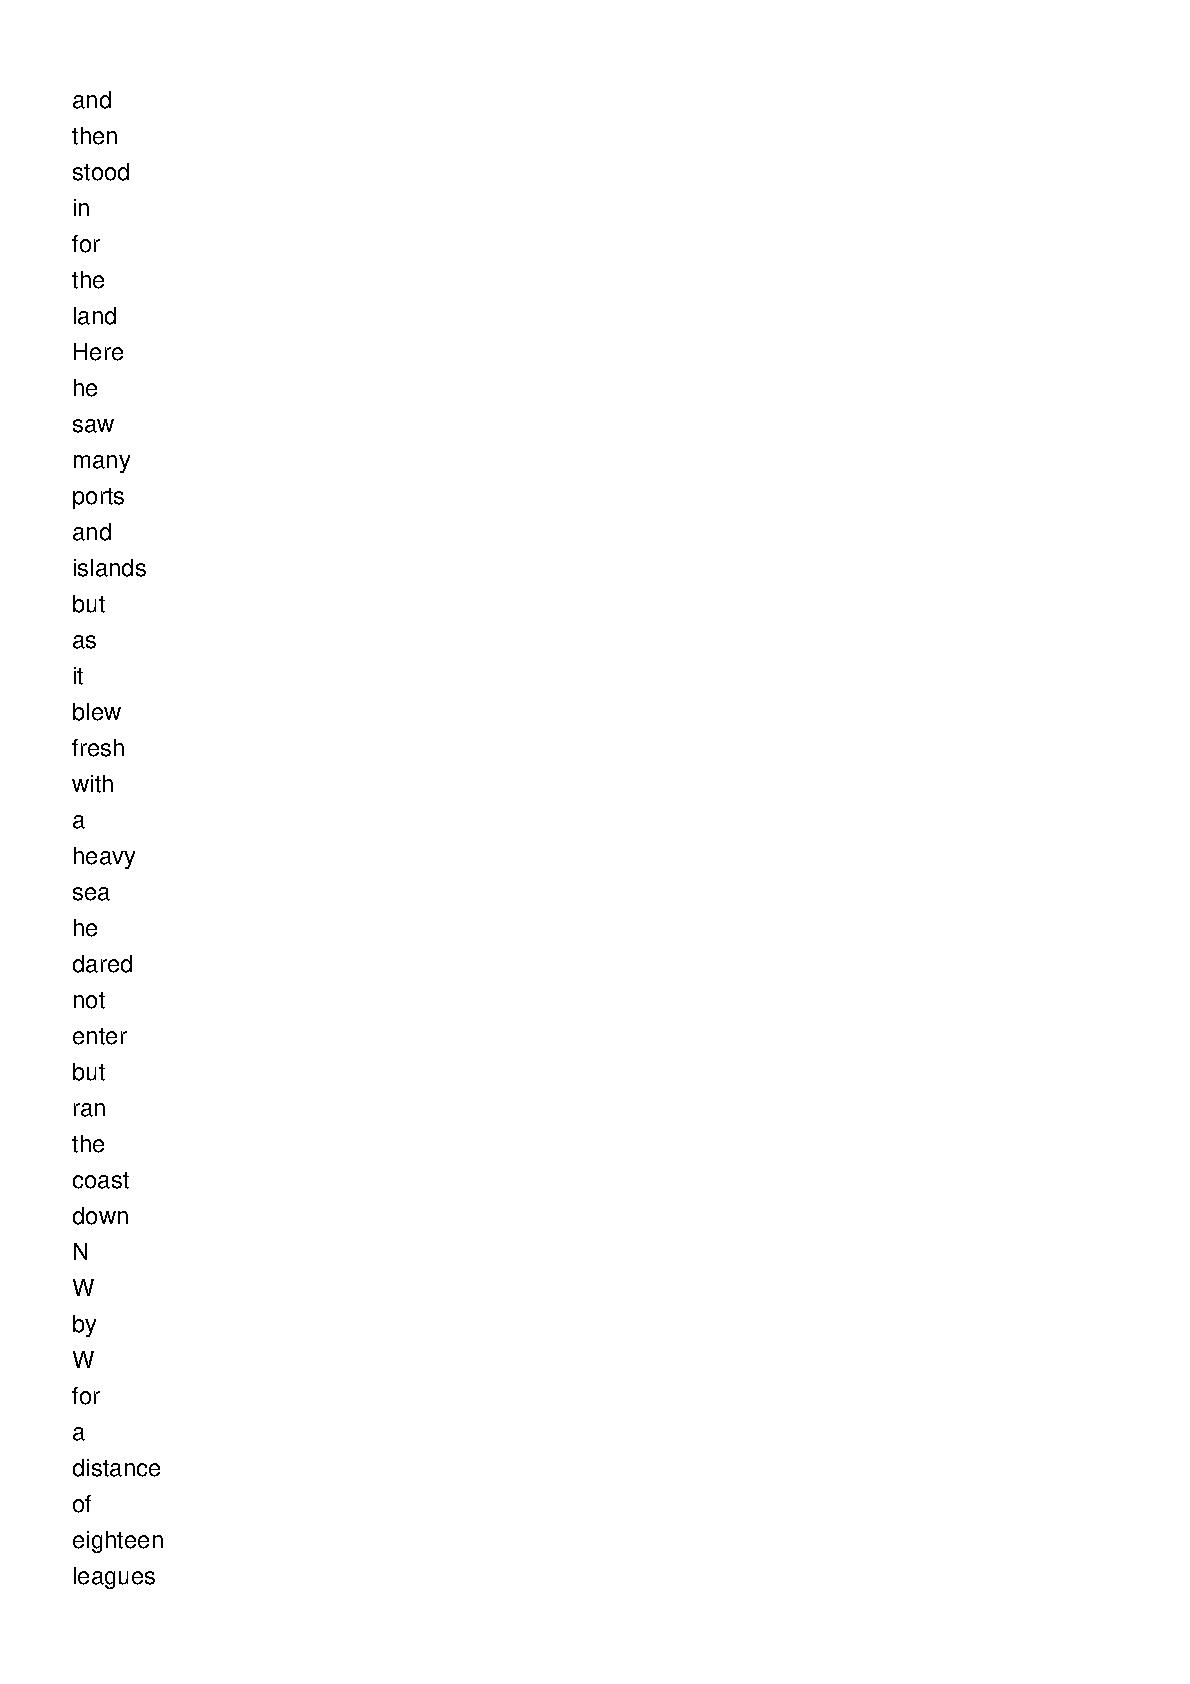 and
then
stood
in
for
the
land
Here
he
saw
many
ports
and
islands
but
as
it
blew
fresh
with
a
heavy
sea
he
dared
not
enter
but
ran
the
coast
down
N
W
by
W
for
a
distance
of
eighteen
leagues